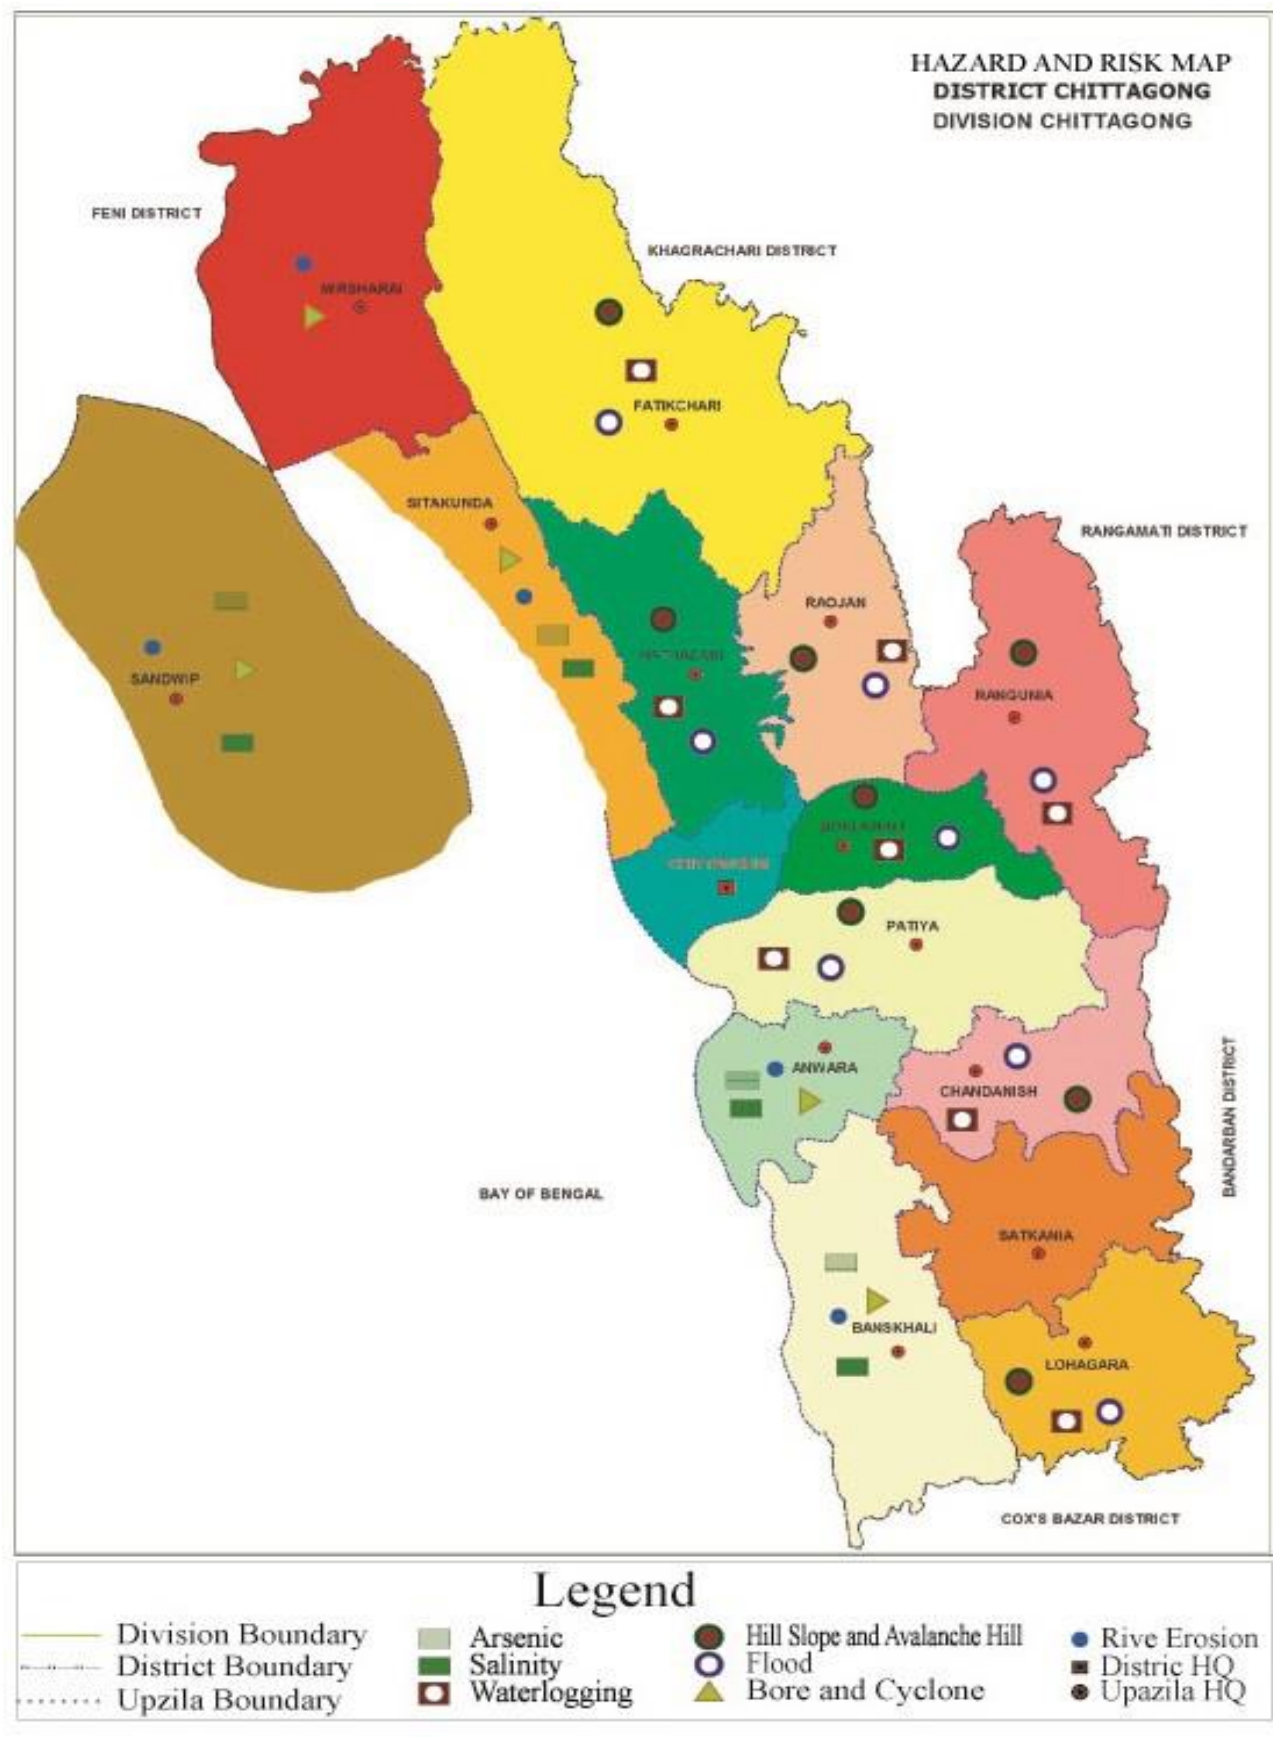 HAZARD AND RISK MAP
DISTRICT CHITTAGONG
DIVISION CHITTAGONG
FENI DISTRICT
KHAGRACHARI DISTRICT
MIRSHARAI
FATIKCHARI
SITAKUNDA
RANGAMATI DISTRICT
RAOJAN
SANDWIP
RANGUNIA
PATIYA
ANWARA
CHANDANISH
BANDARBAN DISTRICT
BAY OF BENGAL
SATKANIA
BANSKHALI
LOHAGARA
COX'S BAZAR DISTRICT
Legend
Division Boundary
District Boundary
Upzila Boundary
Arsenic
Salinity
Waterlogging
Hill Slope and Avalanche Hill
Flood
Bore and Cyclone
Rive Erosion
Distric HQ
Upazila HQ